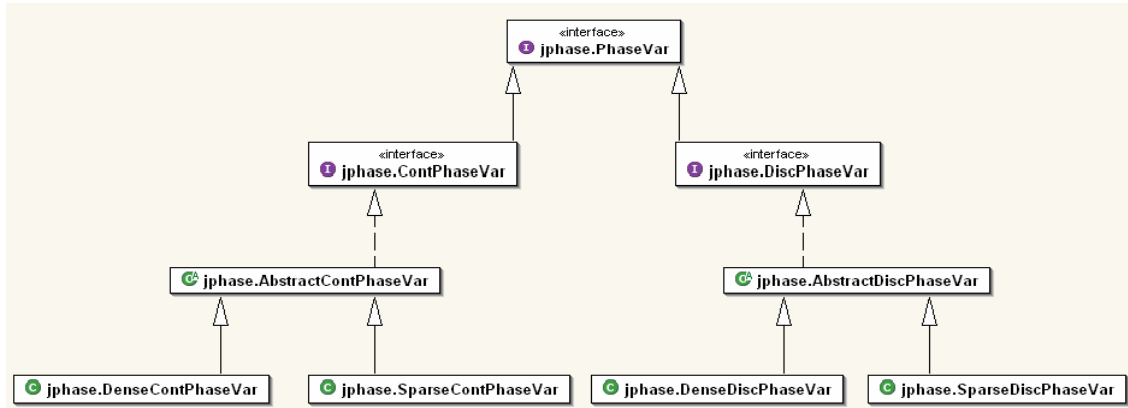 «interface»
I jphase.PhaseVar
«interface»
I jphase.ContPhaseVar
«interface»
I jphase.DiscPhaseVar
C A jphase.AbstractContPhaseVar
C A jphase.AbstractDiscPhaseVar
C jphase.DenseContPhaseVar
C jphase.SparseContPhaseVar
C jphase.DenseDiscPhaseVar
C jphase.SparseDiscPhaseVar